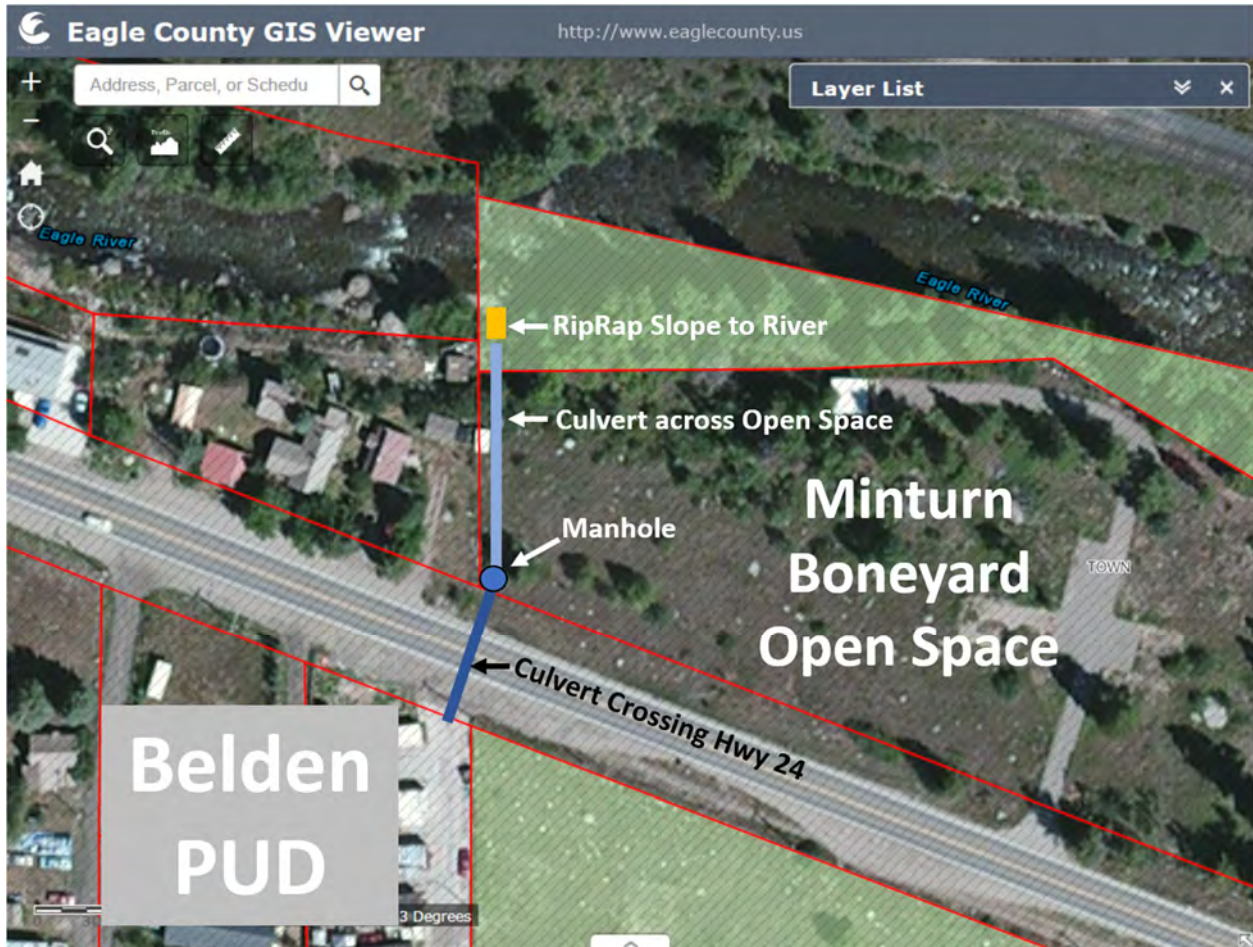 Eagle County GIS Viewer
http://www.eaglecounty.us
Address, Parcel, or Schedu
Layer List
Eagle River
Eagle River
RipRap Slope to River
Culvert across Open Space
Manhole
Minturn
Boneyard
Open Space
TOWN
Culvert Crossing Hwy 24
Belden
PUD
3 Degrees